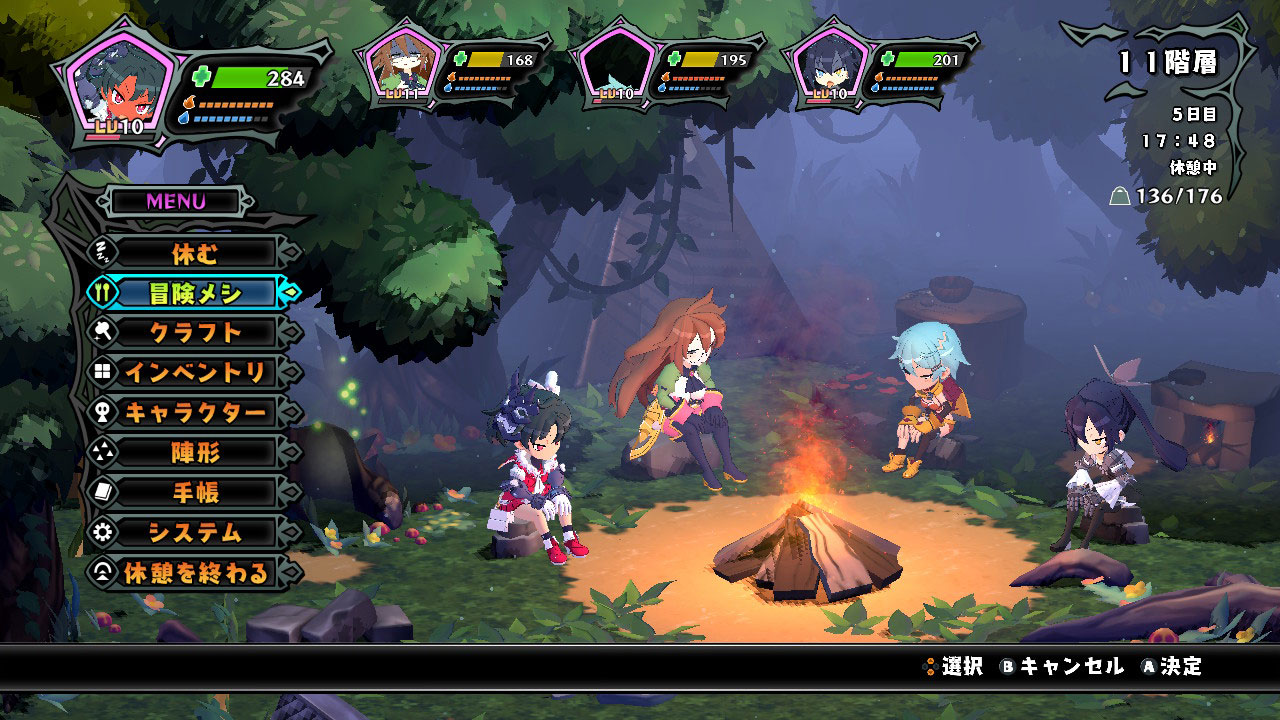 284
LV10
168
LV11
195
LV10
201
LV10
11階層
5日目
17:48
休憩中
136/176
MENU
休む
冒険メシ
クラフト
インベントリ
キャラクター
陣形
手帳
システム
休憩を終わる
選択 B キャンセル A 決定